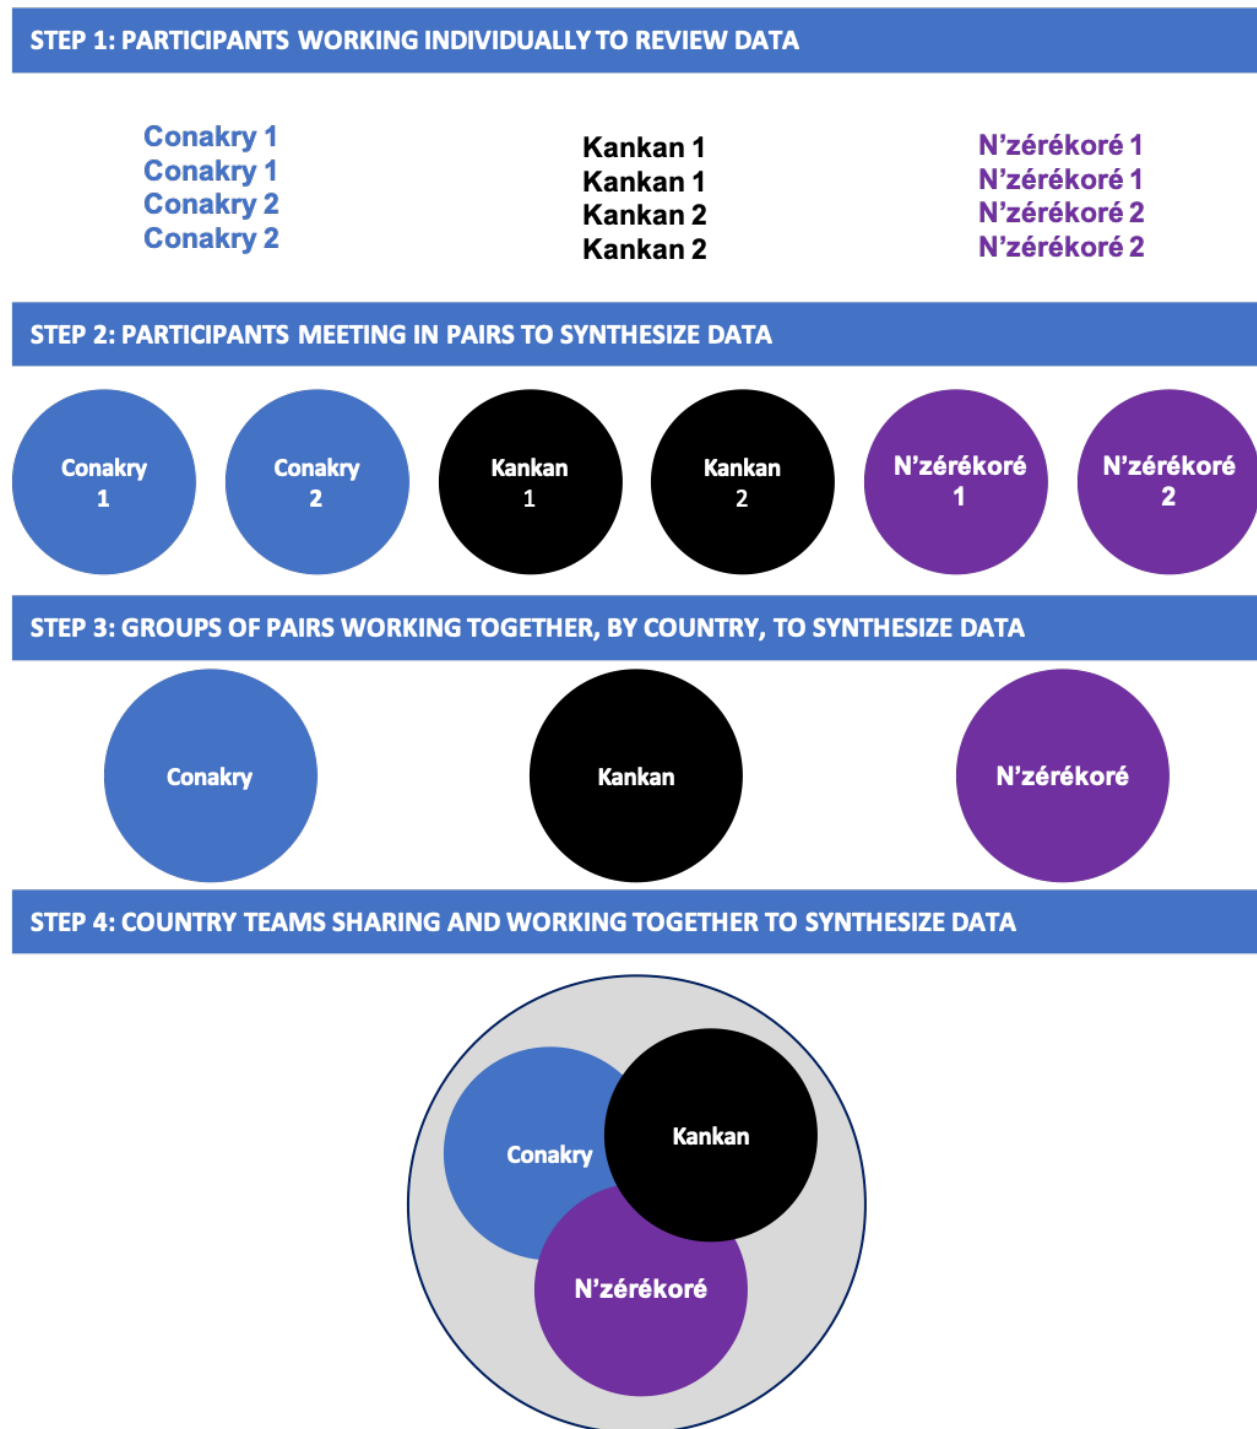 STEP 1: PARTICIPANTS WORKING INDIVIDUALLY TO REVIEW DATA
Conakry 1
Conakry 1
Conakry 2
Conakry 2
Kankan 1
Kankan 1
Kankan 2
Kankan 2
N’zérékoré 1
N’zérékoré 1
N’zérékoré 2
N’zérékoré 2
STEP 2: PARTICIPANTS MEETING IN PAIRS TO SYNTHESIZE DATA
Conakry
1
Conakry
2
Kankan
1
Kankan
2
N’zérékoré
1
N’zérékoré
2
STEP 3: GROUPS OF PAIRS WORKING TOGETHER, BY COUNTRY, TO SYNTHESIZE DATA
Conakry
Kankan
N’zérékoré
STEP 4: COUNTRY TEAMS SHARING AND WORKING TOGETHER TO SYNTHESIZE DATA
Conakry
Kankan
N’zérékoré